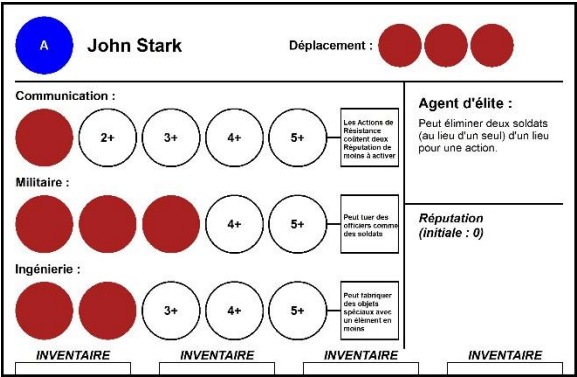 A
John Stark
Déplacement :
Communication :
2+
3+
4+
5+
Les Actions de
Résistance
coûtent deux
Réputation de
moins à activer
Militaire :
4+
5+
Peut tuer des
officiers comme
des soldats
Ingénierie :
3+
4+
5+
Peut fabriquer
des objets
spéciaux avec
un élément en
moins
Agent d'élite :
Peut éliminer deux soldats
(au lieu d'un seul) d'un lieu
pour une action.
Réputation
(initiale : 0)
INVENTAIRE
INVENTAIRE
INVENTAIRE
INVENTAIRE